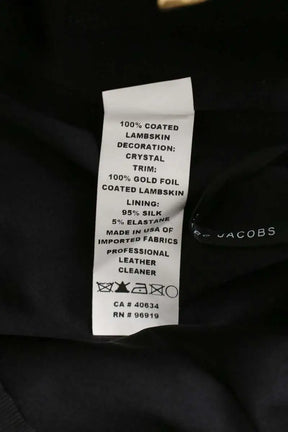 100% COATED
LAMBSKIN
DECORATION:
CRYSTAL
TRIM:
100% GOLD FOIL
COATED LAMBSKIN
LINING:
95% SILK
5% ELASTANE
MADE IN USA OF
IMPORTED FABRICS
PROFESSIONAL
LEATHER
CLEANER
CA # 40634
RN # 96919
JACOBS